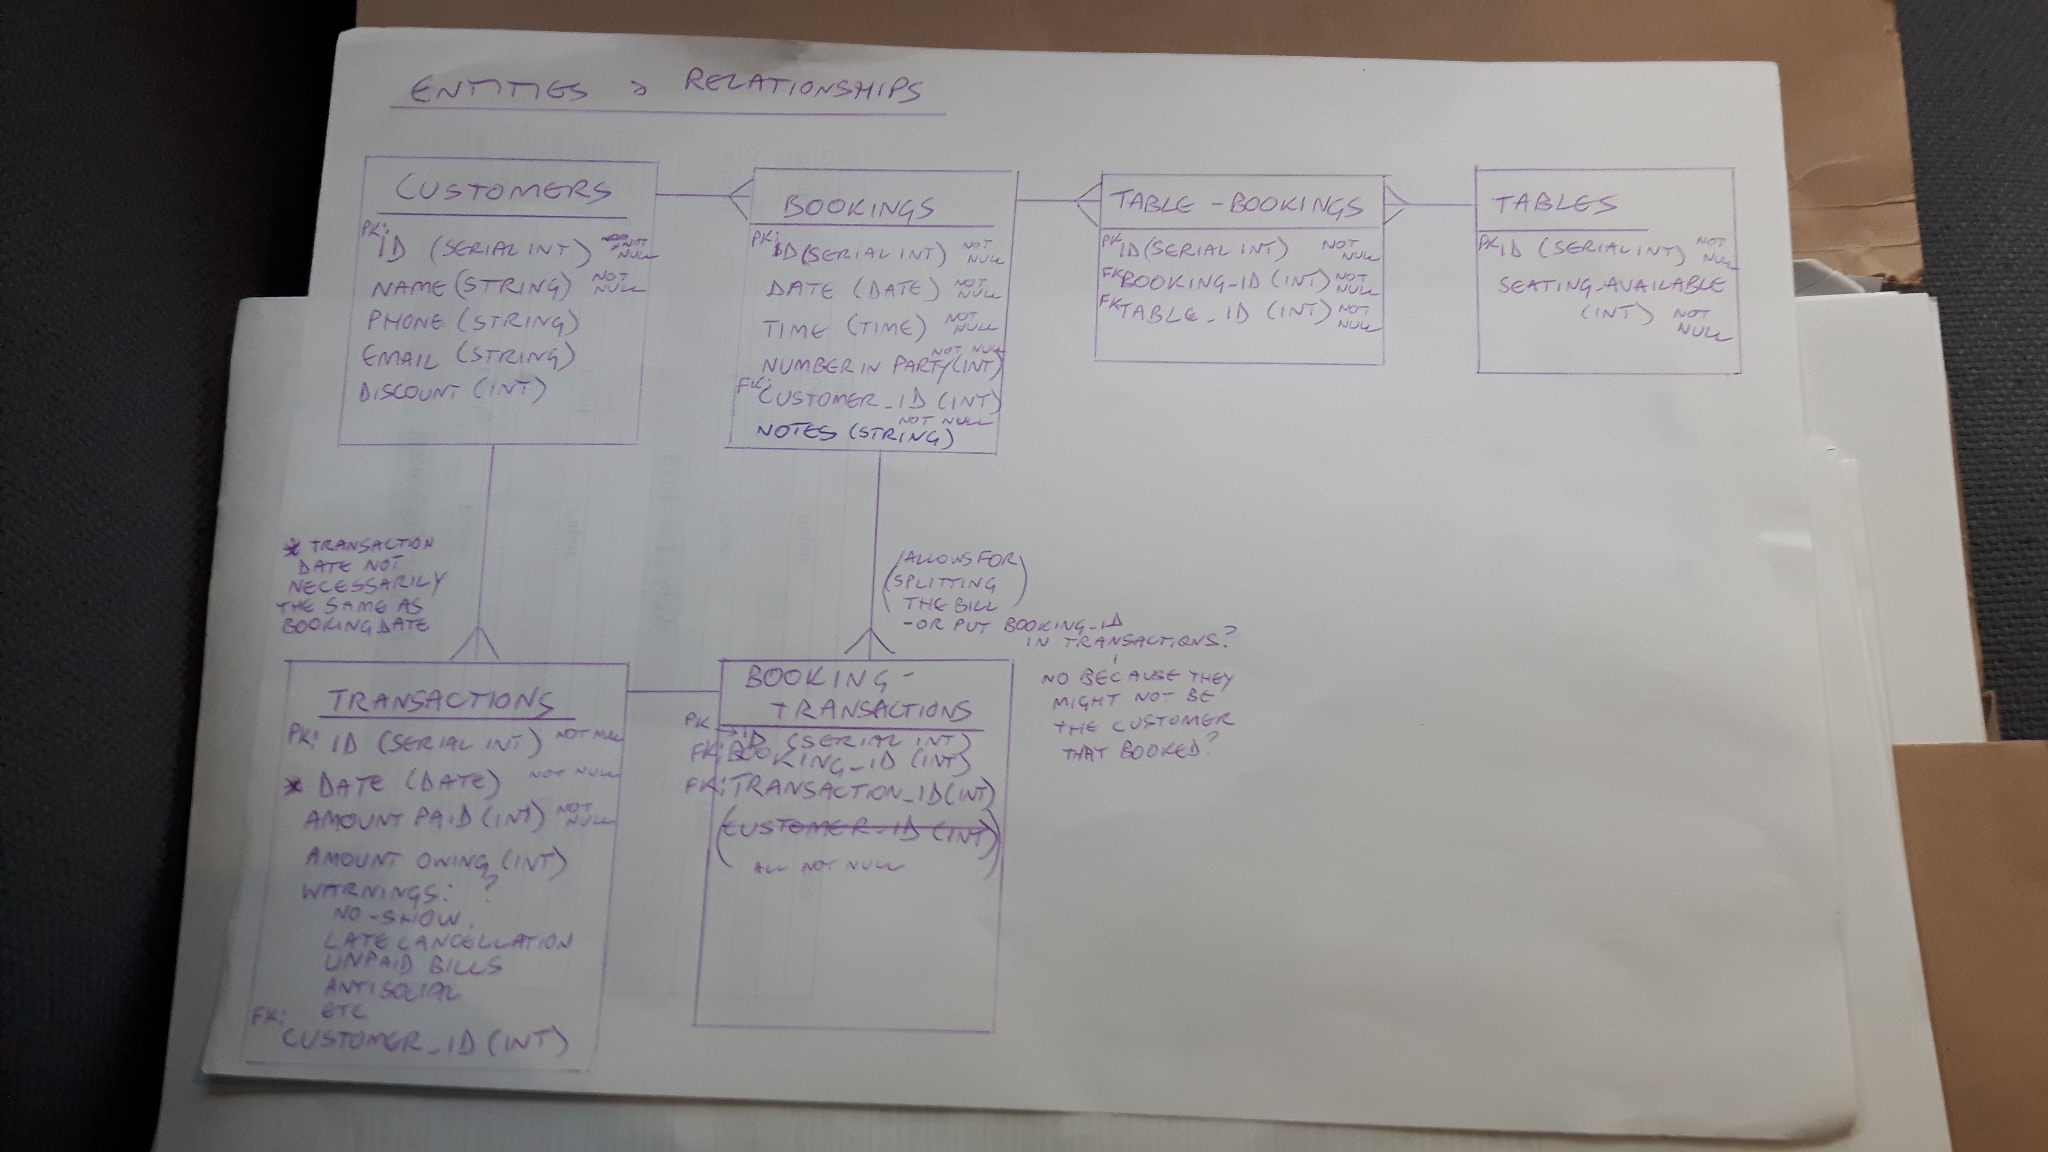 ENTITIES & RELATIONSHIPS
CUSTOMERS
PK: ID (SERIAL INT) NOT NULL
NAME (STRING) NOT NULL
PHONE (STRING)
EMAIL (STRING)
DISCOUNT (INT)
BOOKINGS
PK: ID (SERIAL INT) NOT NULL
DATE (DATE) NOT NULL
TIME (TIME) NOT NULL
NUMBER IN PARTY (INT) NOT NULL
FK: CUSTOMER_ID (INT) NOT NULL
NOTES (STRING)
TABLE-BOOKINGS
PK ID (SERIAL INT) NOT NULL
FK BOOKING_ID (INT) NOT NULL
FK TABLE_ID (INT) NOT NULL
TABLES
PK ID (SERIAL INT) NOT NULL
SEATING_AVAILABLE
(INT) NOT NULL
* TRANSACTION
DATE NOT
NECESSARILY
THE SAME AS
BOOKING DATE
(ALLOWS FOR
SPLITTING
THE BILL)
-OR PUT BOOKING_ID
IN TRANSACTIONS?
NO BECAUSE THEY
MIGHT NOT BE
THE CUSTOMER
THAT BOOKED?
TRANSACTIONS
PK: ID (SERIAL INT) NOT NULL
* DATE (DATE) NOT NULL
AMOUNT PAID (INT) NOT NULL
AMOUNT OWING (INT)
WARNINGS: ?
NO-SHOW,
LATE CANCELLATION
UNPAID BILLS
ANTISOCIAL
ETC
FK: CUSTOMER_ID (INT)
BOOKING-
TRANSACTIONS
PK → ID (SERIAL INT)
FK: BOOKING_ID (INT)
FK: TRANSACTION_ID (INT)
(CUSTOMER_ID (INT))
ALL NOT NULL